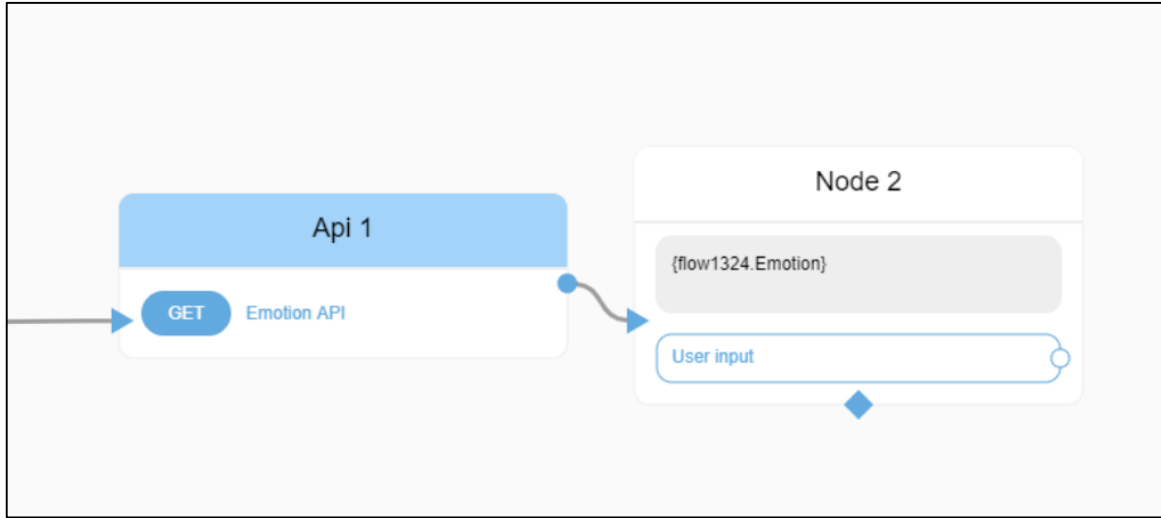 Api 1
GET Emotion API
Node 2
{flow1324.Emotion}
User input